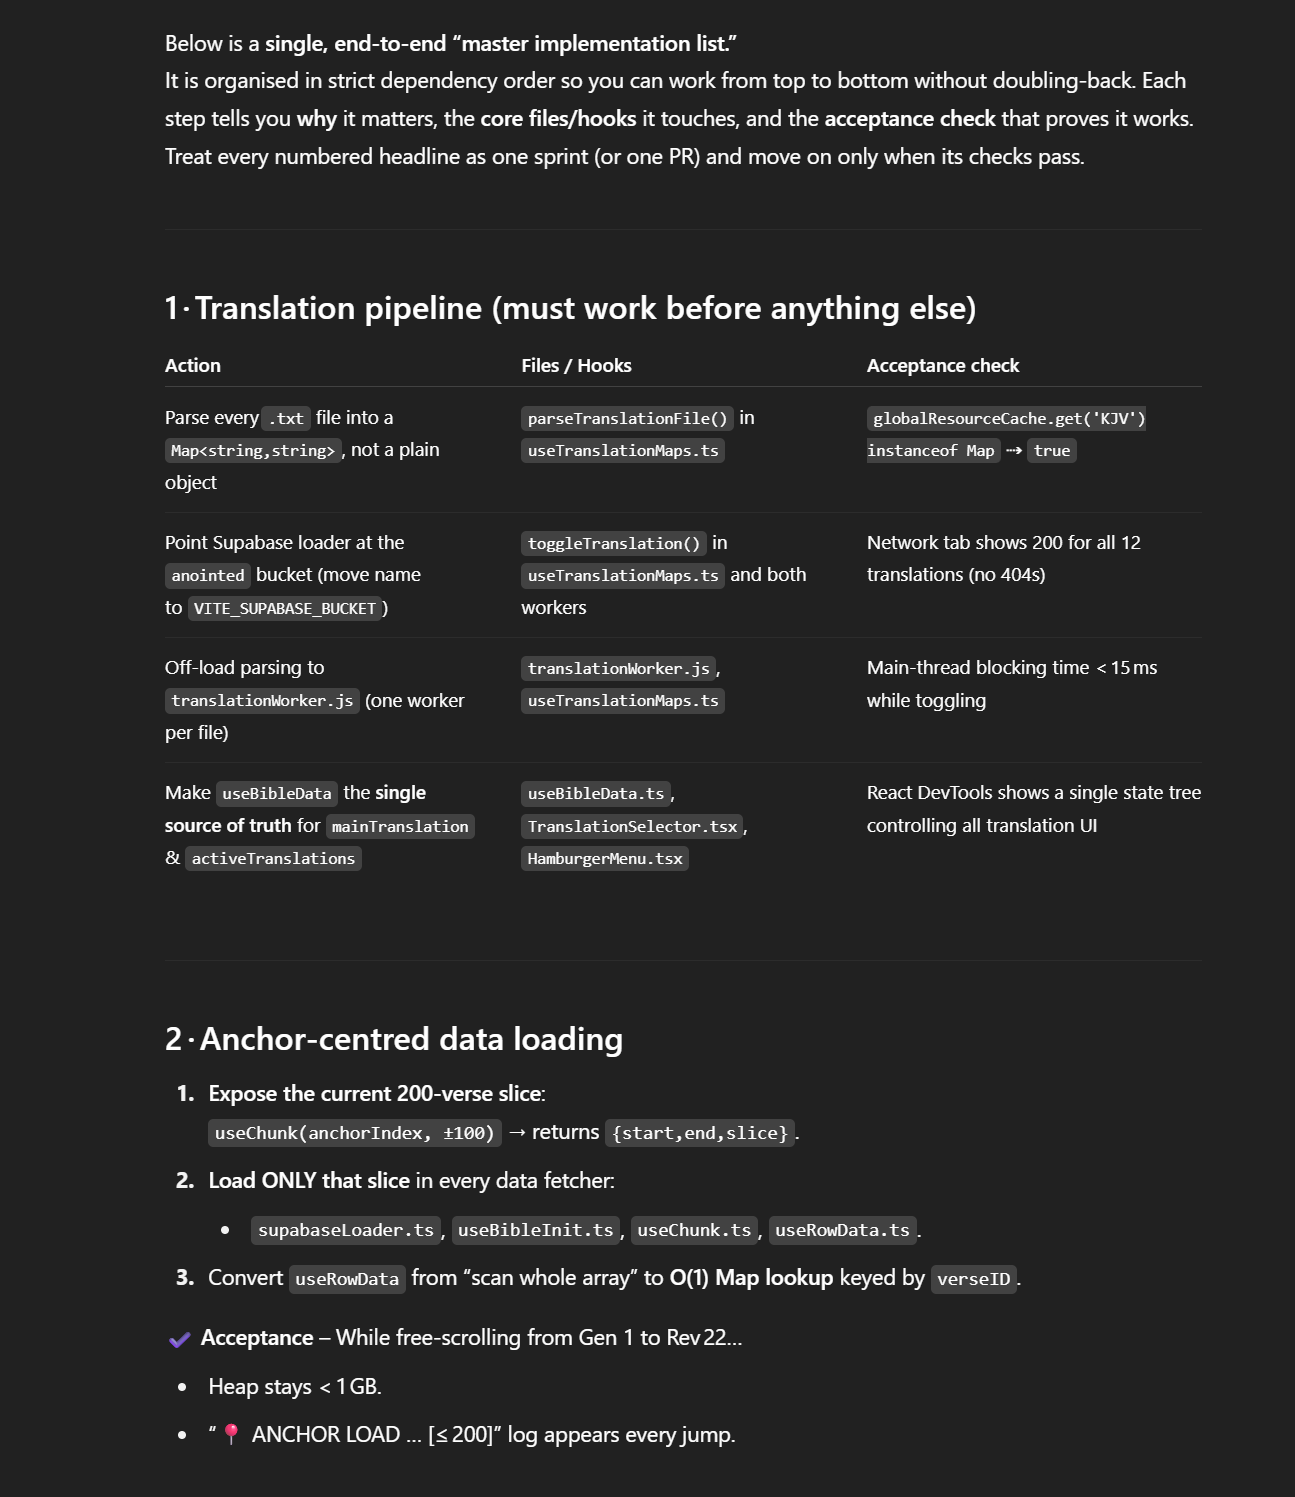 Below is a single, end-to-end “master implementation list.”
It is organised in strict dependency order so you can work from top to bottom without doubling-back. Each
step tells you why it matters, the core files/hooks it touches, and the acceptance check that proves it works.
Treat every numbered headline as one sprint (or one PR) and move on only when its checks pass.
1 · Translation pipeline (must work before anything else)
Action Files / Hooks Acceptance check
Parse every .txt file into a
Map<string,string>, not a plain
object
parseTranslationFile() in
useTranslationMaps.ts
globalResourceCache.get('KJV')
instanceof Map ⇢ true
Point Supabase loader at the
anointed bucket (move name
to VITE_SUPABASE_BUCKET)
toggleTranslation() in
useTranslationMaps.ts and both
workers
Network tab shows 200 for all 12
translations (no 404s)
Off-load parsing to
translationWorker.js (one worker
per file)
translationWorker.js,
useTranslationMaps.ts
Main-thread blocking time < 15 ms
while toggling
Make useBibleData the single
source of truth for mainTranslation
& activeTranslations
useBibleData.ts,
TranslationSelector.tsx,
HamburgerMenu.tsx
React DevTools shows a single state tree
controlling all translation UI
2 · Anchor-centred data loading
1. Expose the current 200-verse slice:
useChunk(anchorIndex, ±100) → returns {start,end,slice}.
2. Load ONLY that slice in every data fetcher:
• supabaseLoader.ts, useBibleInit.ts, useChunk.ts, useRowData.ts.
3. Convert useRowData from “scan whole array” to O(1) Map lookup keyed by verseID.
✔ Acceptance – While free-scrolling from Gen 1 to Rev 22…
• Heap stays < 1 GB.
• “📍 ANCHOR LOAD … [≤ 200]” log appears every jump.